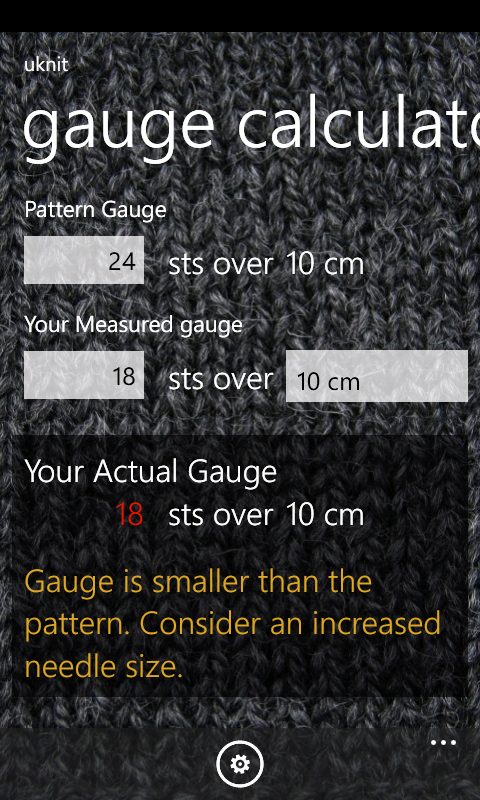 uknit
gauge calculato
Pattern Gauge
24 sts over 10 cm
Your Measured gauge
18 sts over 10 cm
Your Actual Gauge
18 sts over 10 cm
Gauge is smaller than the
pattern. Consider an increased
needle size.